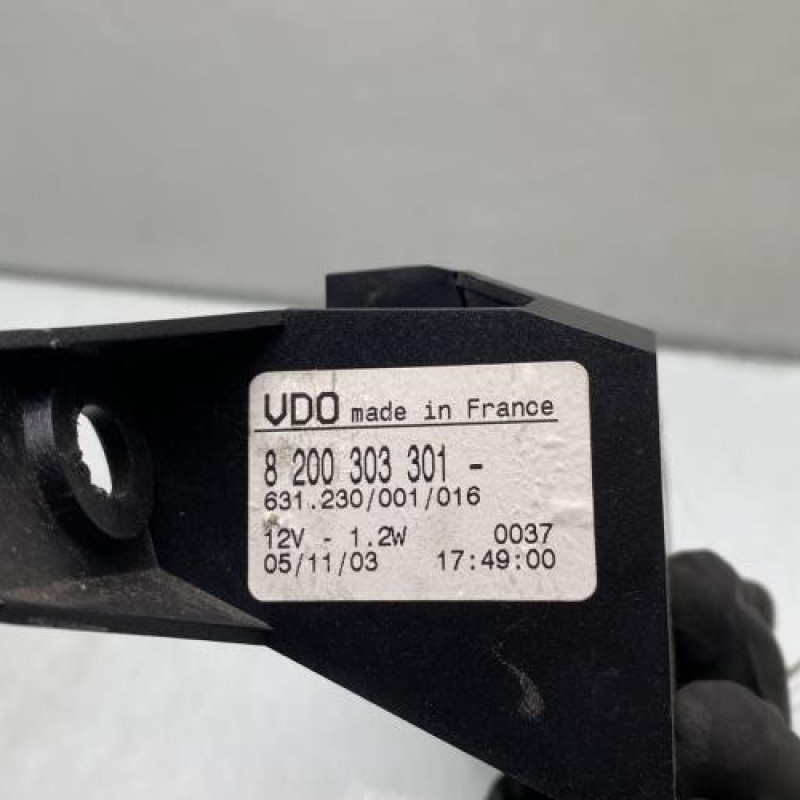 VDO made in France
8 200 303 301 -
631.230/001/016
12V - 1.2W 0037
05/11/03 17:49:00